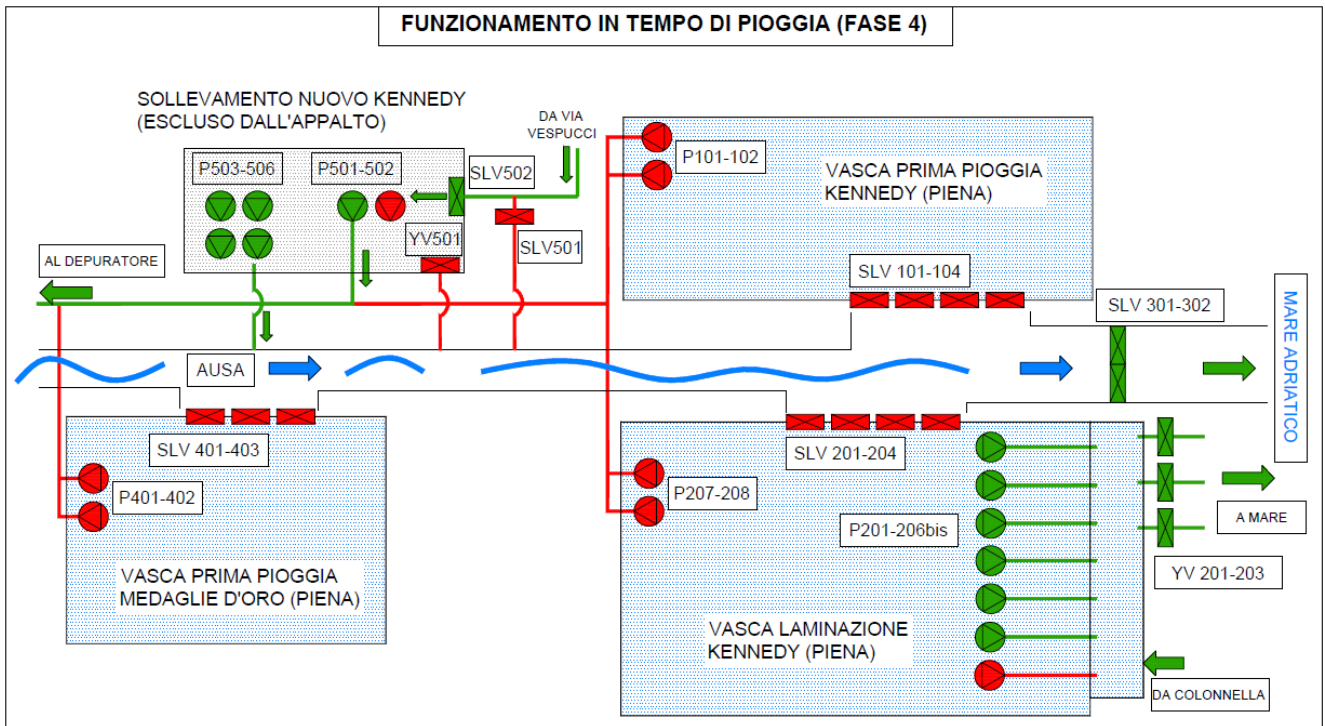 FUNZIONAMENTO IN TEMPO DI PIOGGIA (FASE 4)
SOLLEVAMENTO NUOVO KENNEDY
(ESCLUSO DALL'APPALTO)
DA VIA
VESPUCCI
P503-506
P501-502
SLV502
P101-102
VASCA PRIMA PIOGGIA
KENNEDY (PIENA)
YV501
SLV501
AL DEPURATORE
SLV 101-104
SLV 301-302
MARE ADRIATICO
AUSA
SLV 401-403
SLV 201-204
P401-402
P207-208
P201-206bis
A MARE
YV 201-203
VASCA PRIMA PIOGGIA
MEDAGLIE D'ORO (PIENA)
VASCA LAMINAZIONE
KENNEDY (PIENA)
DA COLONNELLA